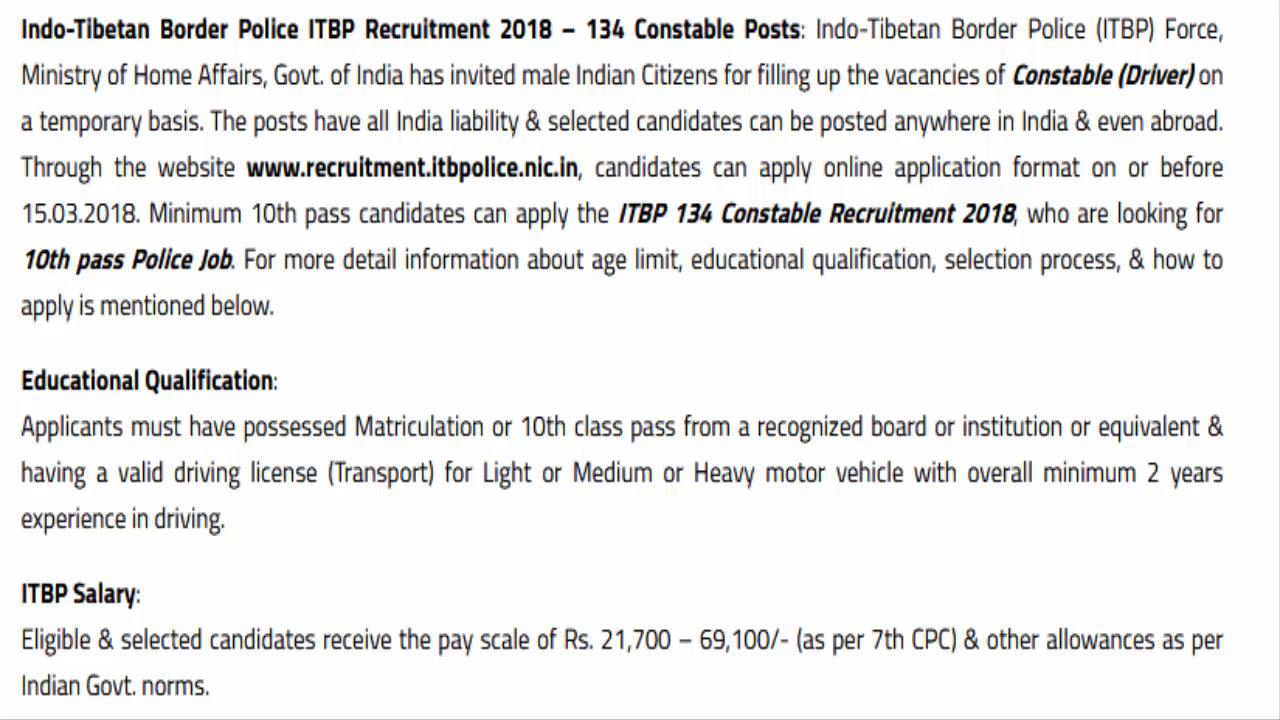 Indo-Tibetan Border Police ITBP Recruitment 2018 – 134 Constable Posts: Indo-Tibetan Border Police (ITBP) Force,
Ministry of Home Affairs, Govt. of India has invited male Indian Citizens for filling up the vacancies of Constable (Driver) on
a temporary basis. The posts have all India liability & selected candidates can be posted anywhere in India & even abroad.
Through the website www.recruitment.itbpolice.nic.in, candidates can apply online application format on or before
15.03.2018. Minimum 10th pass candidates can apply the ITBP 134 Constable Recruitment 2018, who are looking for
10th pass Police Job. For more detail information about age limit, educational qualification, selection process, & how to
apply is mentioned below.
Educational Qualification:
Applicants must have possessed Matriculation or 10th class pass from a recognized board or institution or equivalent &
having a valid driving license (Transport) for Light or Medium or Heavy motor vehicle with overall minimum 2 years
experience in driving.
ITBP Salary:
Eligible & selected candidates receive the pay scale of Rs. 21,700 – 69,100/- (as per 7th CPC) & other allowances as per
Indian Govt. norms.